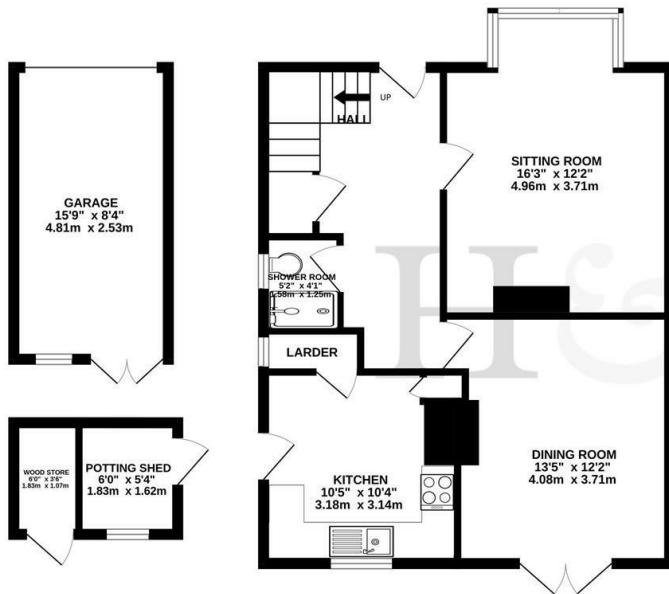 GARAGE
15'9" x 8'4"
4.81m x 2.53m
UP
HALL
SITTING ROOM
16'3" x 12'2"
4.96m x 3.71m
SHOWER ROOM
5'2" x 4'1"
1.58m x 1.25m
LARDER
WOOD STORE
6'0" x 3'6"
1.83m x 1.07m
POTTING SHED
6'0" x 5'4"
1.83m x 1.62m
KITCHEN
10'5" x 10'4"
3.18m x 3.14m
DINING ROOM
13'5" x 12'2"
4.08m x 3.71m
H&